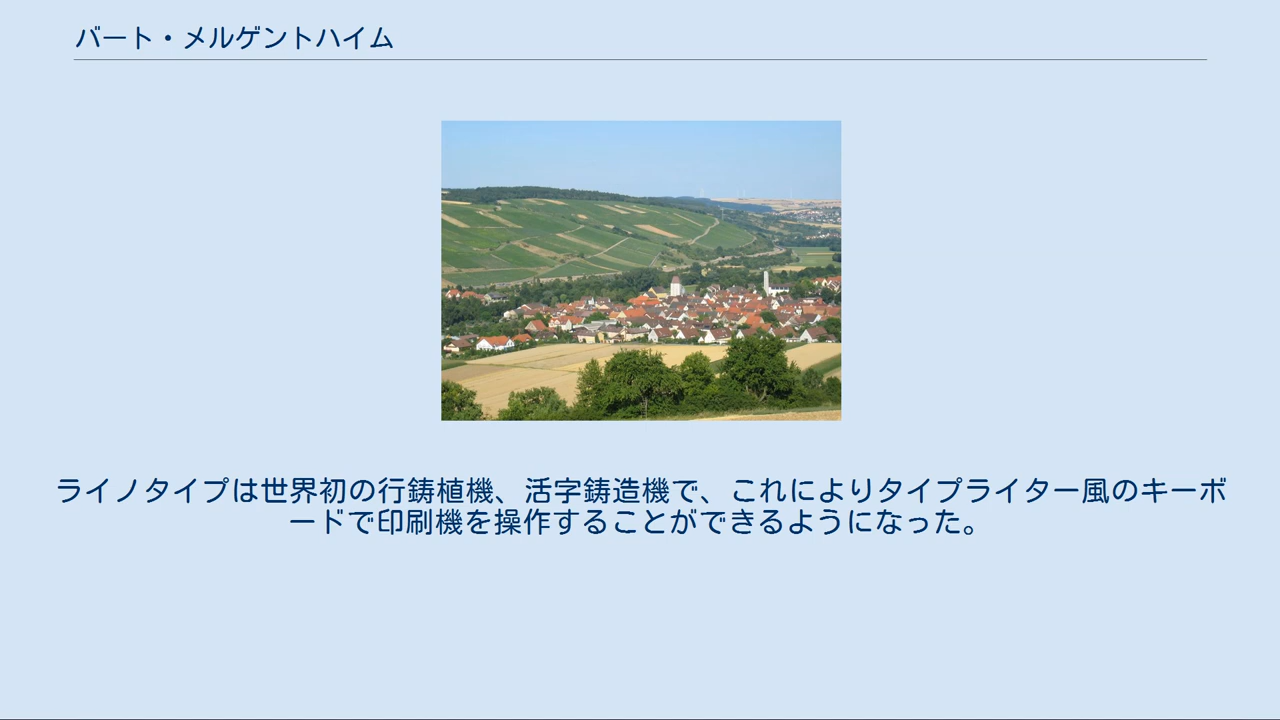 バート・メルゲントハイム
ライノタイプは世界初の行鋳植機、活字鋳造機で、これによりタイプライター風のキーボ
ードで印刷機を操作することができるようになった。